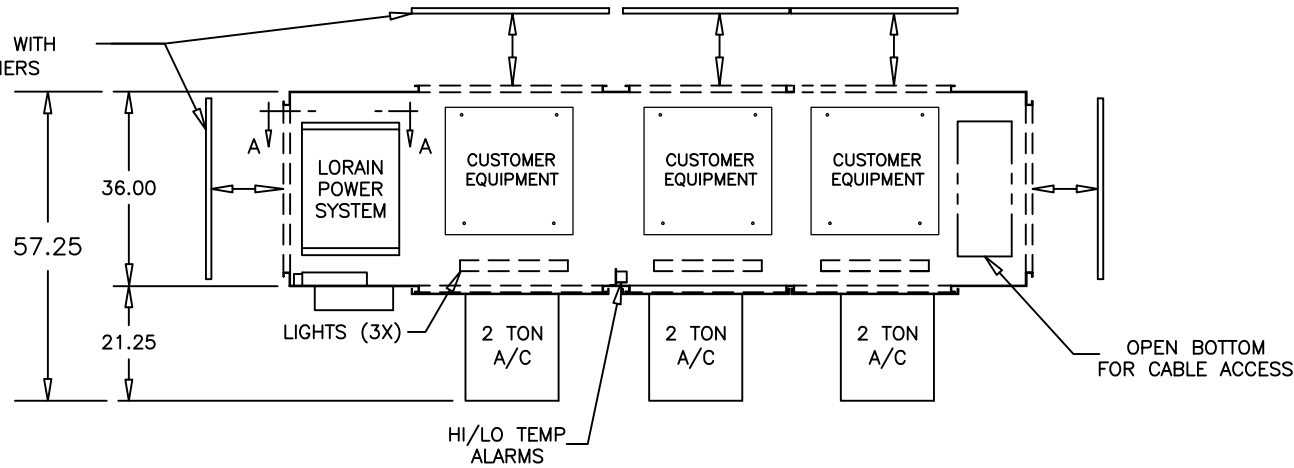 WITH
36.00
57.25
21.25
A
A
LORAIN
POWER
SYSTEM
CUSTOMER
EQUIPMENT
CUSTOMER
EQUIPMENT
CUSTOMER
EQUIPMENT
LIGHTS (3X)
2 TON
A/C
2 TON
A/C
2 TON
A/C
HI/LO TEMP
ALARMS
OPEN BOTTOM
FOR CABLE ACCESS